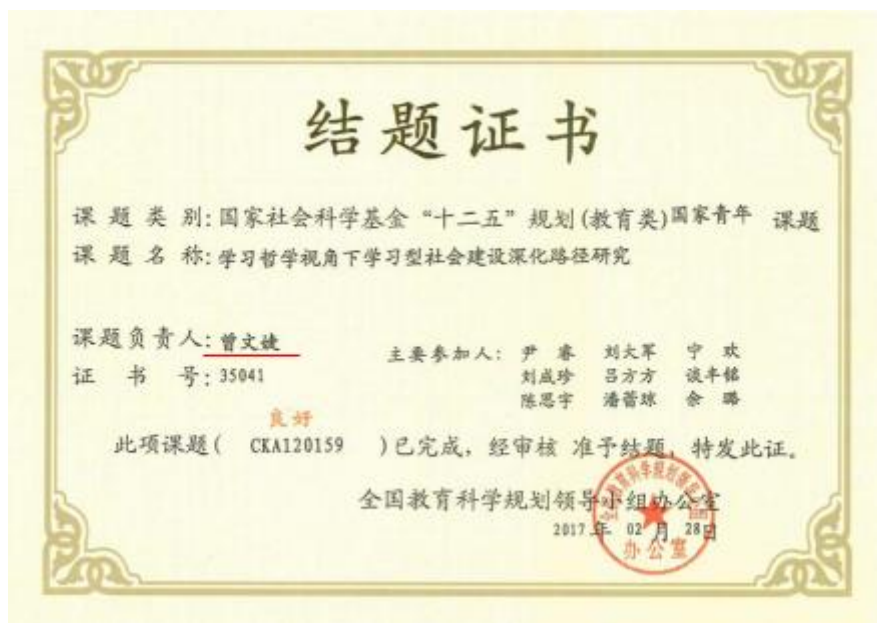 结题证书
课 题 类 别:国家社会科学基金“十二五”规划(教育类)国家青年 课题
课 题 名 称:学习哲学视角下学习型社会建设深化路径研究
课题负责人:曾文婕
主要参加人: 尹 睿 刘大军 宁 欢
证 书 号:35041
刘成珍 吕方方 谈丰铭
陈思宇 潘蕾琼 余 璐
良好
此项课题( CKA120159 )已完成,经审核 准予结题,特发此证。
全国教育科学规划领导小组办公室
2017 年 02 月 28日
办公室